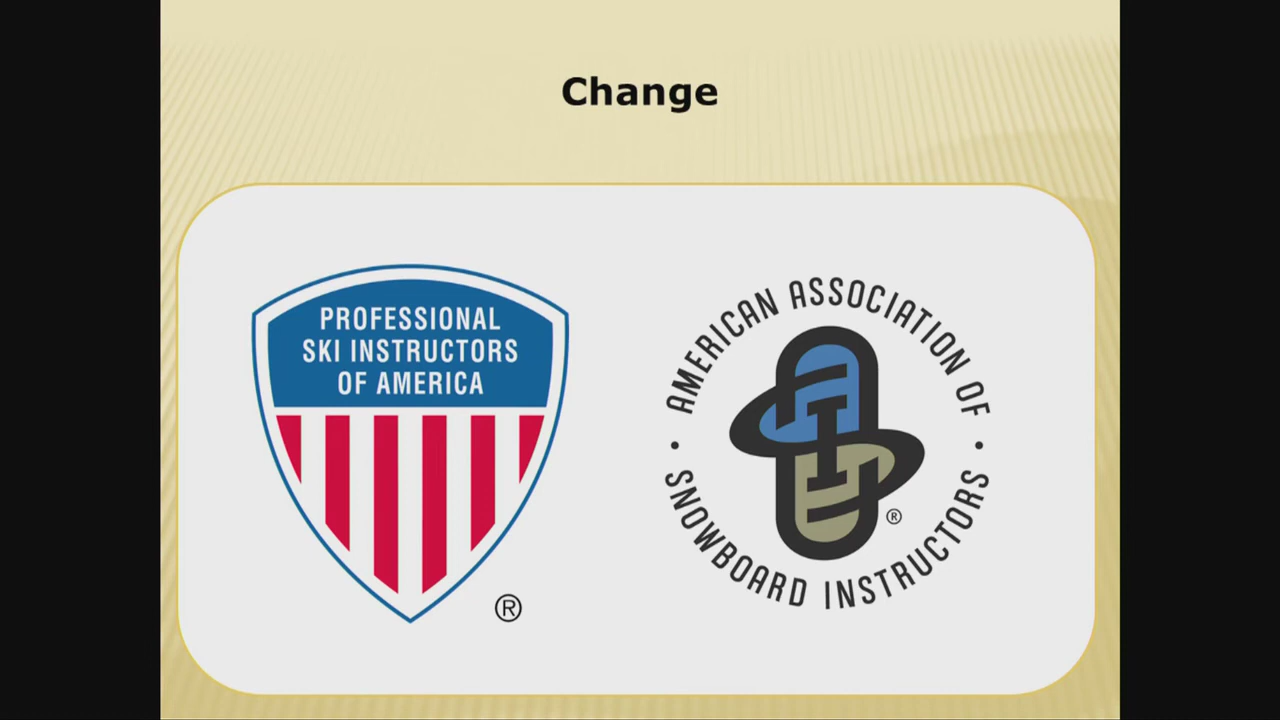 Change
PROFESSIONAL
SKI INSTRUCTORS
OF AMERICA
®
AMERICAN ASSOCIATION OF
• SNOWBOARD INSTRUCTORS •
®